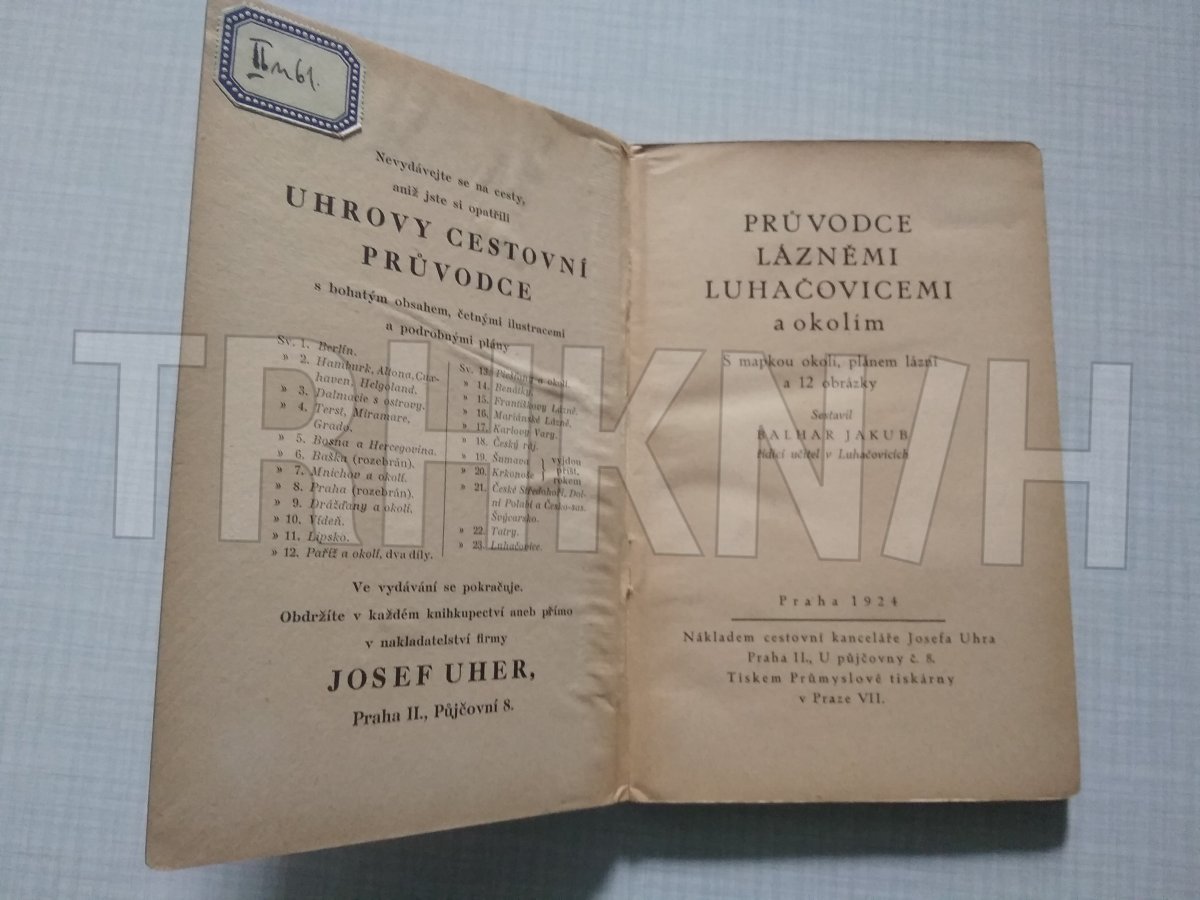 Nevydávejte se na cesty,
aniž jste si opatřili
UHROVY CESTOVNÍ
PRŮVODCE
s bohatým obsahem, četnými ilustracemi
a podrobnými plány
Sv. 1. Berlín.
» 2. Hamburk, Altona, Cux-
haven, Helgoland.
» 3. Dalmacie s ostrovy.
» 4. Terst, Miramare,
Grado.
» 5. Bosna a Hercegovina.
» 6. Baška (rozebrán).
» 7. Mnichov a okolí.
» 8. Praha (rozebrán).
» 9. Drážďany a okolí.
» 10. Vídeň.
» 11. Lipsko.
» 12. Paříž a okolí, dva díly.
Sv. 13. Piešťany a okolí.
» 14. Benátky.
» 15. Františkovy Lázně.
» 16. Mariánské Lázně.
» 17. Karlovy Vary.
» 18. Český ráj.
» 19. Šumava } vyjdou
» 20. Krkonoše } příšt. rokem
» 21. České Středohoří, Dol-
ní Polabí a Česko-sas.
Švýcarsko.
» 22. Tatry.
» 23. Luhačovice.
Ve vydávání se pokračuje.
Obdržíte v každém knihkupectví aneb přímo
v nakladatelství firmy
JOSEF UHER,
Praha II., Půjčovní 8.
PRŮVODCE
LÁZNĚMI
LUHAČOVICEMI
a okolím
S mapkou okolí, plánem lázní
a 12 obrázky
Sestavil
BALHAR JAKUB
řídící učitel v Luhačovicích
Praha 1924
Nákladem cestovní kanceláře Josefa Uhra
Praha II., U půjčovny č. 8.
Tiskem Průmyslové tiskárny
v Praze VII.
TRHKNIH